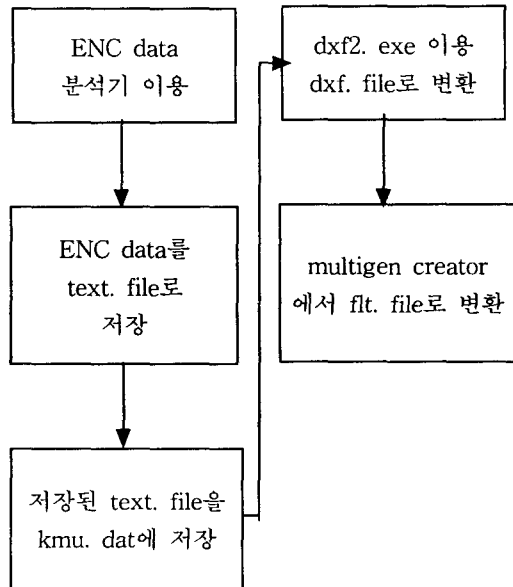 ENC data
분석기 이용
ENC data를
text. file로
저장
저장된 text. file을
kmu. dat에 저장
dxf2. exe 이용
dxf. file로 변환
multigen creator
에서 flt. file로 변환